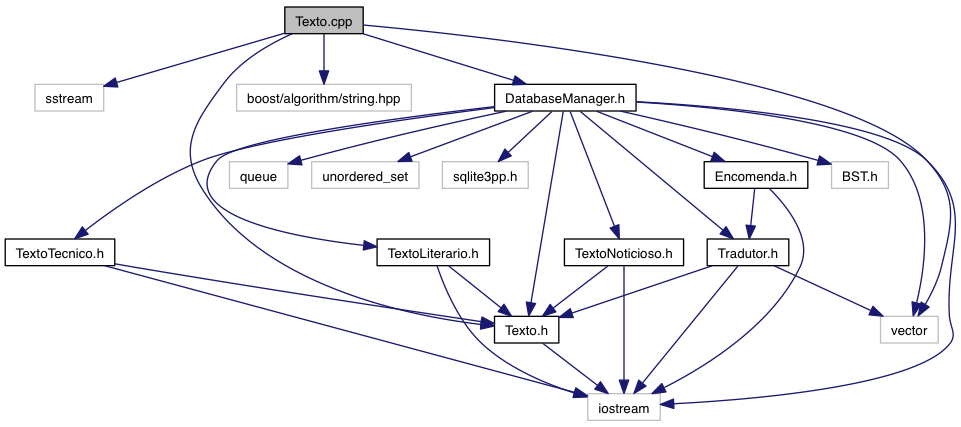 Texto.cpp
sstream
boost/algorithm/string.hpp
DatabaseManager.h
queue
unordered_set
sqlite3pp.h
Encomenda.h
BST.h
TextoTecnico.h
TextoLiterario.h
TextoNoticioso.h
Tradutor.h
Texto.h
vector
iostream